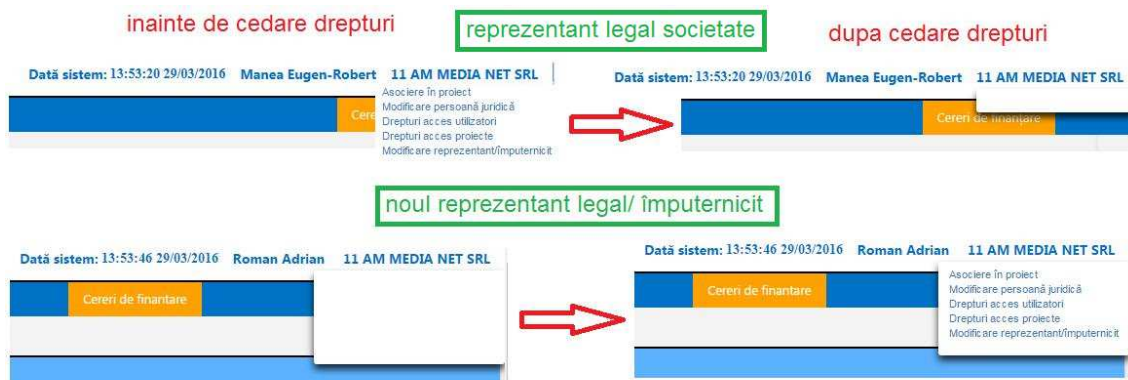 inainte de cedare drepturi
reprezentant legal societate
dupa cedare drepturi
Dată sistem: 13:53:20 29/03/2016 Manea Eugen-Robert 11 AM MEDIA NET SRL
Asociere în proiect
Modificare persoană juridică
Drepturi acces utilizatori
Drepturi acces proiecte
Modificare reprezentant/împuternicit
Cere
Dată sistem: 13:53:20 29/03/2016 Manea Eugen-Robert 11 AM MEDIA NET SRL
Cereri de finantare
noul reprezentant legal/ împuternicit
Dată sistem: 13:53:46 29/03/2016 Roman Adrian 11 AM MEDIA NET SRL
Cereri de finantare
Dată sistem: 13:53:46 29/03/2016 Roman Adrian 11 AM MEDIA NET SRL
Cereri de finantare
Asociere în proiect
Modificare persoană juridică
Drepturi acces utilizatori
Drepturi acces proiecte
Modificare reprezentant/împuternicit